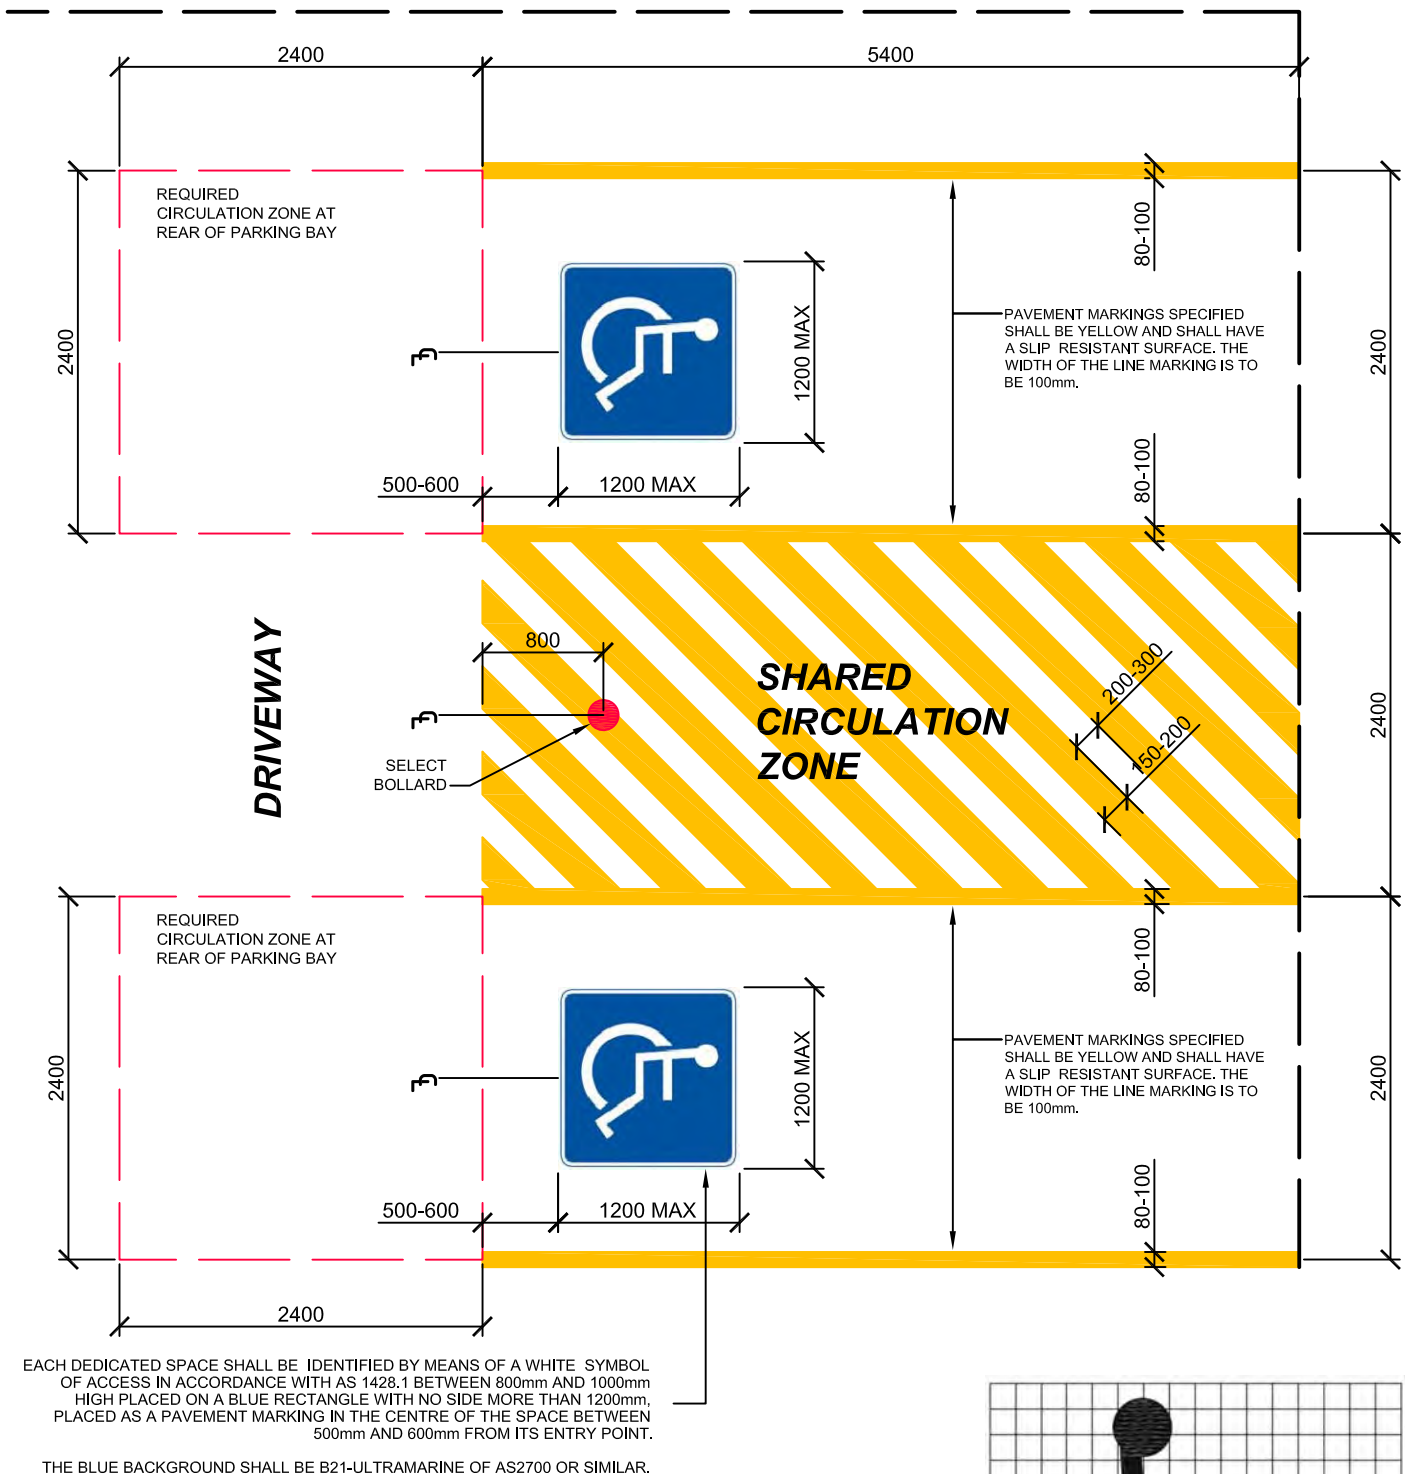 2400
5400
REQUIRED
CIRCULATION ZONE AT
REAR OF PARKING BAY
80-100
2400
1200 MAX
PAVEMENT MARKINGS SPECIFIED
SHALL BE YELLOW AND SHALL HAVE
A SLIP RESISTANT SURFACE. THE
WIDTH OF THE LINE MARKING IS TO
BE 100mm.
2400
500-600
1200 MAX
80-100
DRIVEWAY
800
SHARED
CIRCULATION
ZONE
200-300
150-200
2400
SELECT
BOLLARD
REQUIRED
CIRCULATION ZONE AT
REAR OF PARKING BAY
80-100
2400
1200 MAX
PAVEMENT MARKINGS SPECIFIED
SHALL BE YELLOW AND SHALL HAVE
A SLIP RESISTANT SURFACE. THE
WIDTH OF THE LINE MARKING IS TO
BE 100mm.
2400
500-600
1200 MAX
80-100
2400
EACH DEDICATED SPACE SHALL BE IDENTIFIED BY MEANS OF A WHITE SYMBOL
OF ACCESS IN ACCORDANCE WITH AS 1428.1 BETWEEN 800mm AND 1000mm
HIGH PLACED ON A BLUE RECTANGLE WITH NO SIDE MORE THAN 1200mm,
PLACED AS A PAVEMENT MARKING IN THE CENTRE OF THE SPACE BETWEEN
500mm AND 600mm FROM ITS ENTRY POINT.
THE BLUE BACKGROUND SHALL BE B21-ULTRAMARINE OF AS2700 OR SIMILAR.